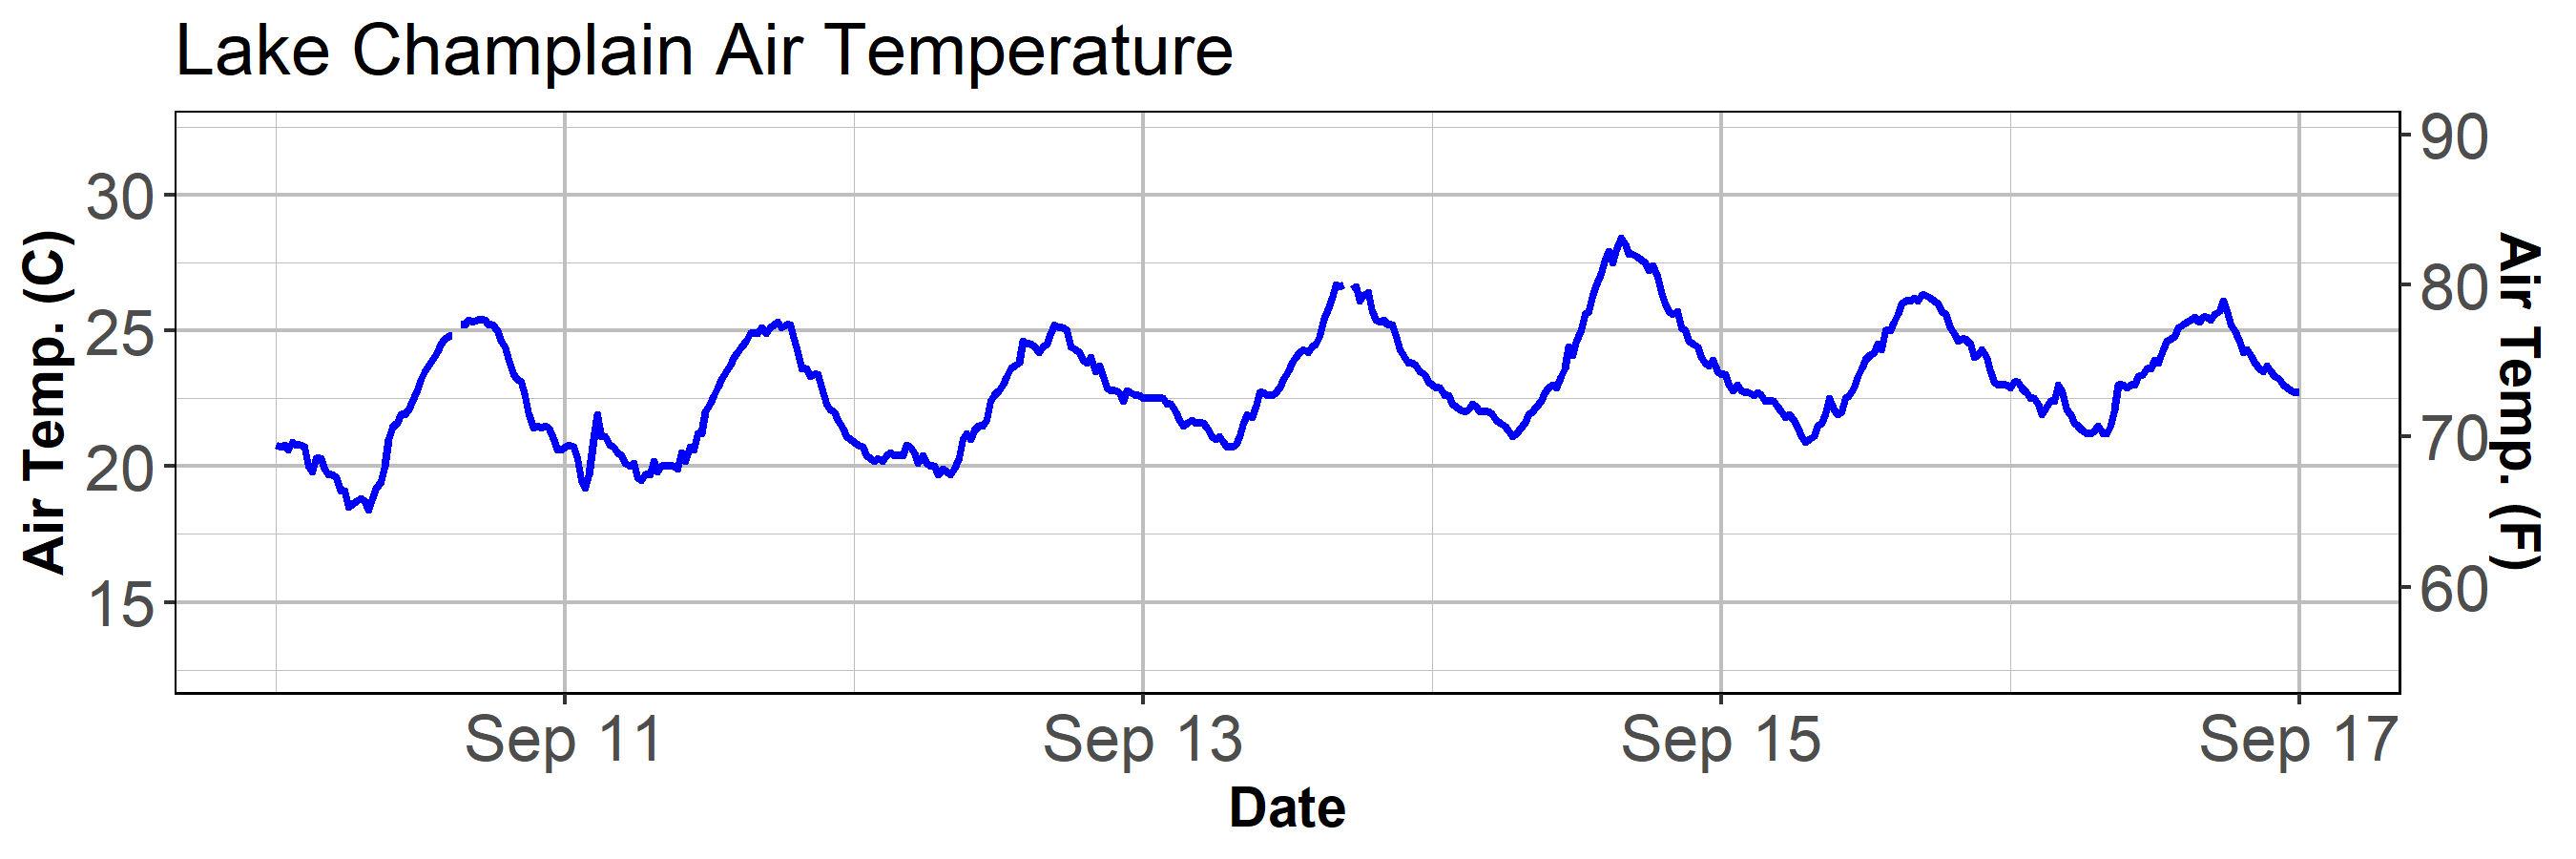 Lake Champlain Air Temperature
Air Temp. (C)
30
25
20
15
90
80
70
60
Air Temp. (F)
Sep 11
Sep 13
Sep 15
Sep 17
Date